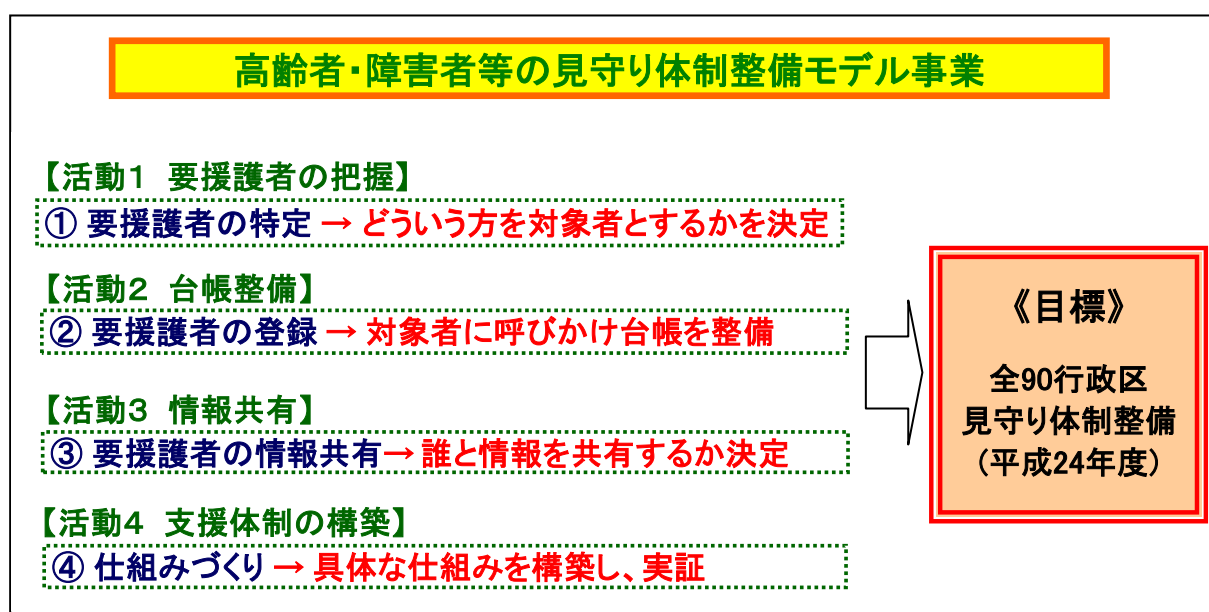 高齢者・障害者等の見守り体制整備モデル事業
【活動１ 要援護者の把握】
① 要援護者の特定 → どういう方を対象者とするかを決定
【活動２ 台帳整備】
② 要援護者の登録 → 対象者に呼びかけ台帳を整備
【活動３ 情報共有】
③ 要援護者の情報共有→ 誰と情報を共有するか決定
【活動４ 支援体制の構築】
④ 仕組みづくり → 具体な仕組みを構築し、実証
《目標》
全90行政区
見守り体制整備
(平成24年度)